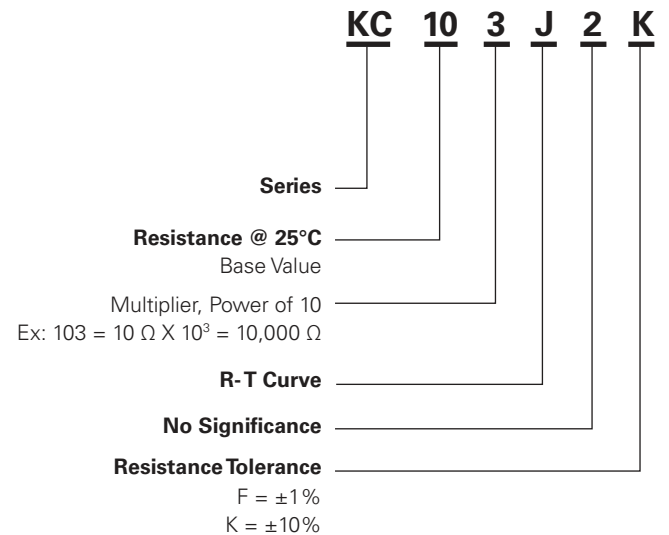 KC 10 3 J 2 K
Series
Resistance @ 25°C
Base Value
Multiplier, Power of 10
Ex: 103 = 10 Ω X 10³ = 10,000 Ω
R-T Curve
No Significance
Resistance Tolerance
F = ±1%
K = ±10%